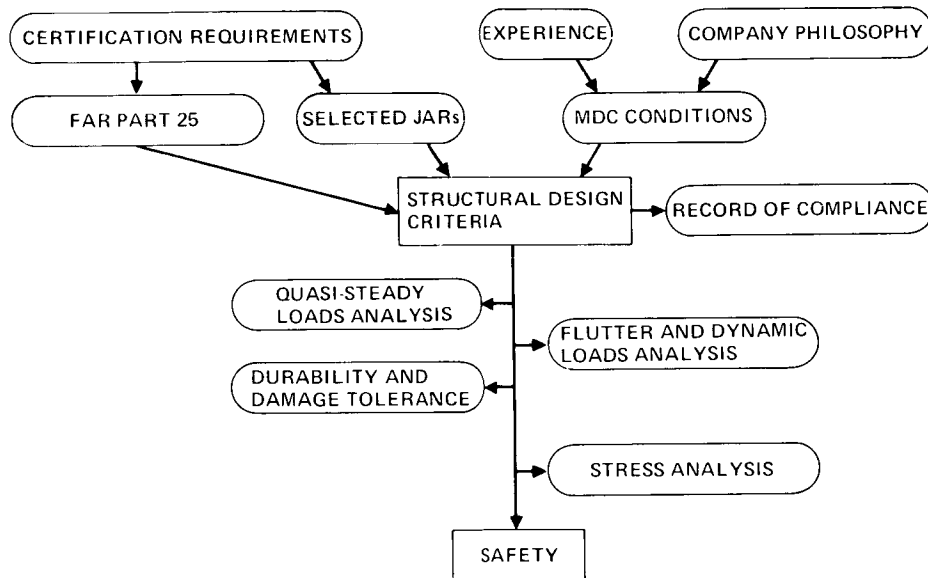 CERTIFICATION REQUIREMENTS
EXPERIENCE
COMPANY PHILOSOPHY
FAR PART 25
SELECTED JARs
MDC CONDITIONS
STRUCTURAL DESIGN
CRITERIA
RECORD OF COMPLIANCE
QUASI-STEADY
LOADS ANALYSIS
FLUTTER AND DYNAMIC
LOADS ANALYSIS
DURABILITY AND
DAMAGE TOLERANCE
STRESS ANALYSIS
SAFETY